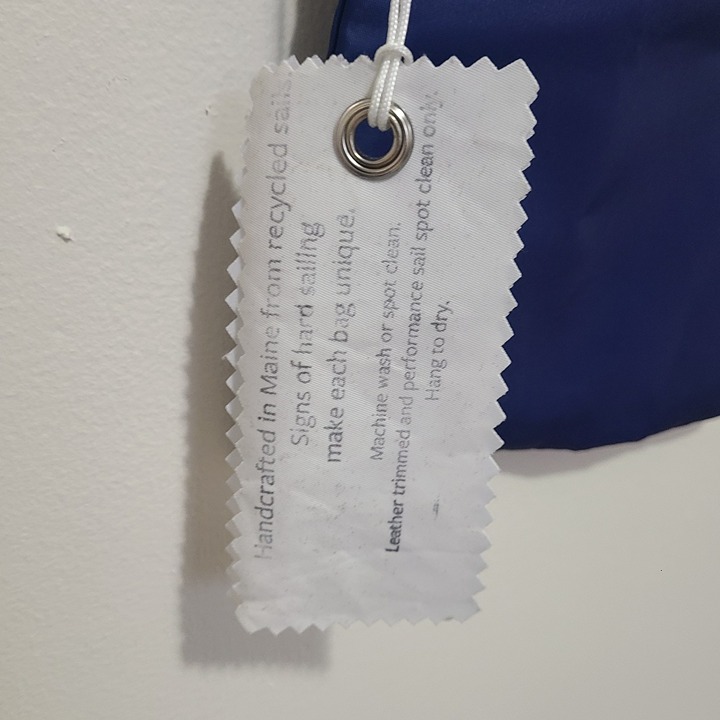 Handcrafted in Maine from recycled sails.
Signs of hard sailing
make each bag unique.
Machine wash or spot clean.
Leather trimmed and performance sail spot clean only.
Hang to dry.